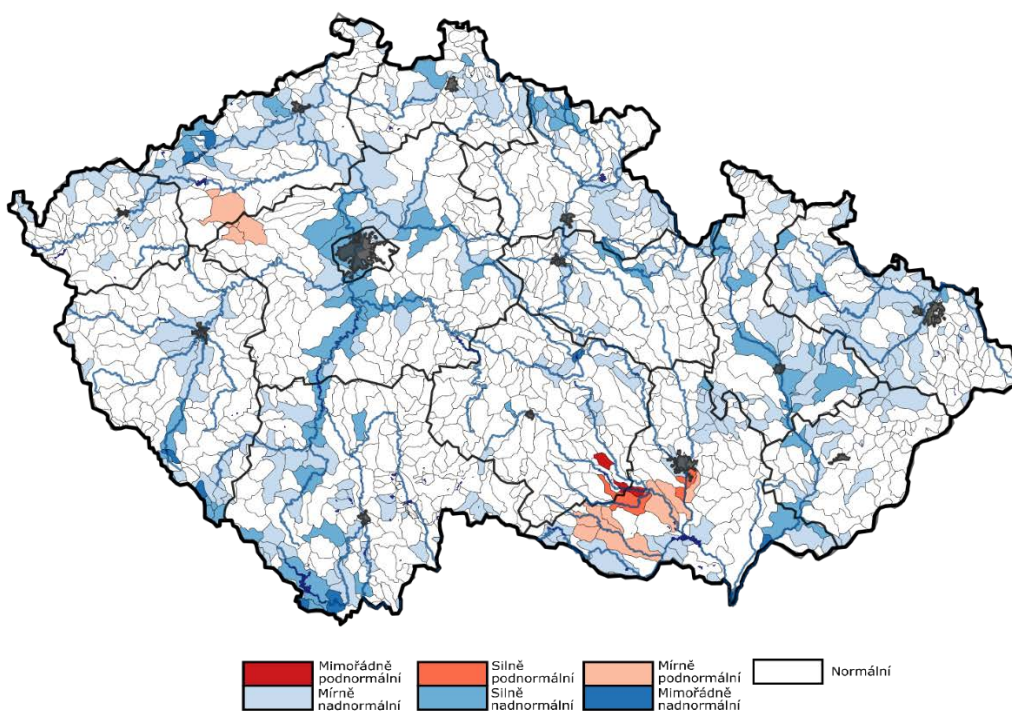 Mimořádně
podnormální
Silně
podnormální
Mírně
podnormální
Normální
Mírně
nadnormální
Silně
nadnormální
Mimořádně
nadnormální